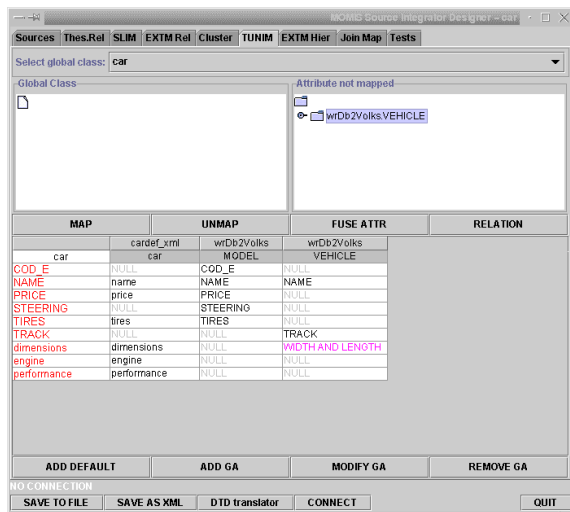 MOMIS Source Integrator Designer – car
Sources Thes.Rel SLIM EXTM Rel Cluster TUNIM EXTM Hier Join Map Tests
Select global class: car
Global Class Attribute not mapped
wrDb2Volks.VEHICLE
MAP UNMAP FUSE ATTR RELATION
cardef_xml wrDb2Volks wrDb2Volks
car car MODEL VEHICLE
COD_E NULL COD_E NULL
NAME name NAME NAME
PRICE price PRICE NULL
STEERING NULL STEERING NULL
TIRES tires TIRES NULL
TRACK NULL NULL TRACK
dimensions dimensions NULL WIDTH AND LENGTH
engine engine NULL NULL
performance performance NULL NULL
ADD DEFAULT ADD GA MODIFY GA REMOVE GA
NO CONNECTION
SAVE TO FILE SAVE AS XML DTD translator CONNECT QUIT